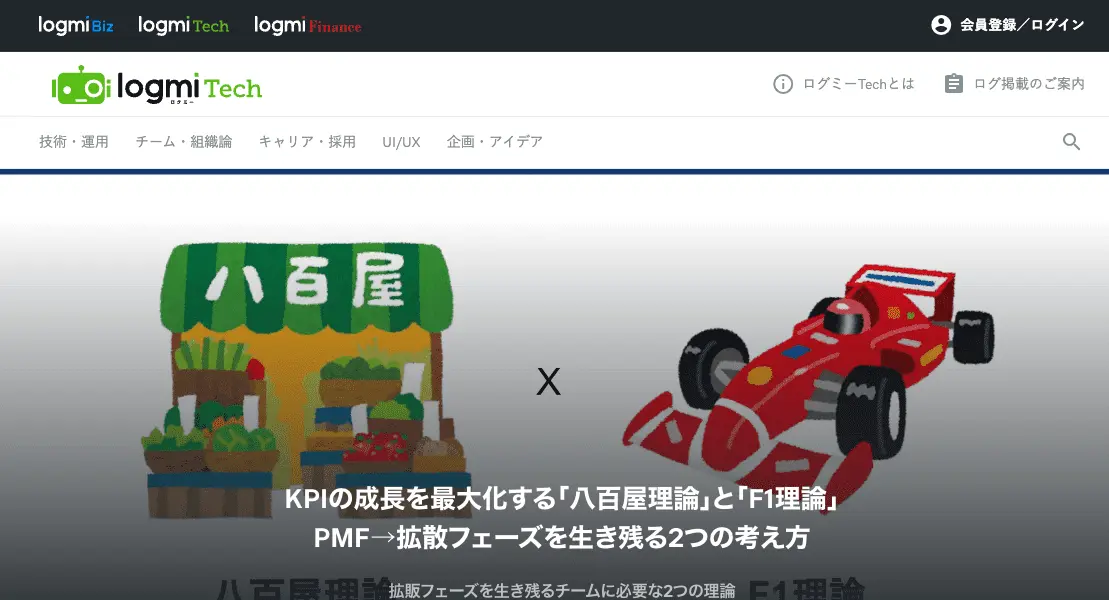 logmi Biz logmi Tech logmi Finance 会員登録／ログイン
logmi Tech
ログミー
ログミーTechとは ログ掲載のご案内
技術・運用 チーム・組織論 キャリア・採用 UI/UX 企画・アイデア
八百屋
X
KPIの成長を最大化する「八百屋理論」と「F1理論」
PMF→拡散フェーズを生き残る2つの考え方
八百屋理論 F1理論
拡販フェーズを生き残るチームに必要な2つの理論